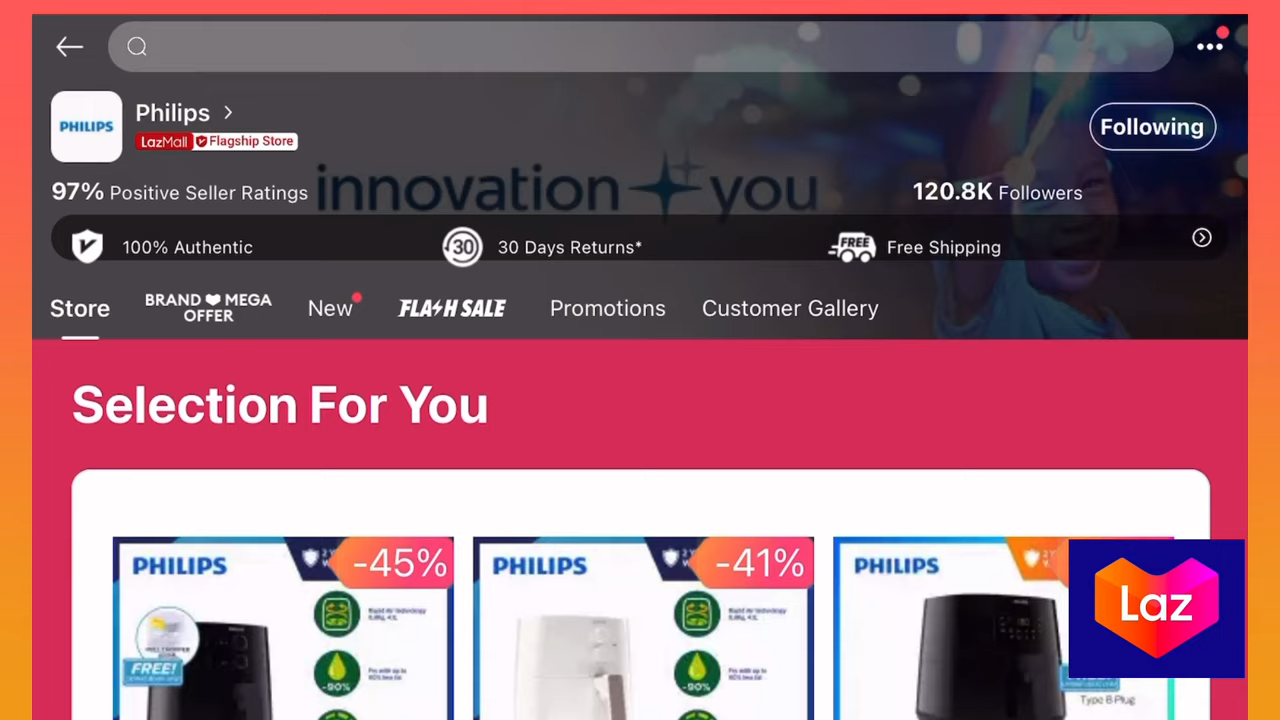 Philips
PHILIPS
LazMall Flagship Store
Following
97% Positive Seller Ratings
innovation you
120.8K Followers
100% Authentic
30
30 Days Returns*
FREE
Free Shipping
Store
BRAND MEGA
OFFER
New
FLASH SALE
Promotions
Customer Gallery
Selection For You
PHILIPS
-45%
FREE!
PHILIPS
-41%
-90%
-90%
PHILIPS
Type B Plug
Laz